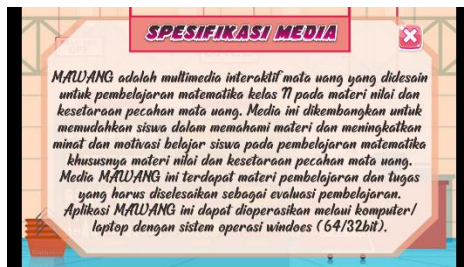 SPESIFIKASI MEDIA
MAWANG adalah multimedia interaktif mata uang yang didesain
untuk pembelajaran matematika kelas II pada materi nilai dan
kesetaraan pecahan mata uang. Media ini dikembangkan untuk
memudahkan siswa dalam memahami materi dan meningkatkan
minat dan motivasi belajar siswa pada pembelajaran matematika
khususnya materi nilai dan kesetaraan pecahan mata uang.
Media MAWANG ini terdapat materi pembelajaran dan tugas
yang harus diselesaikan sebagai evaluasi pembelajaran.
Aplikasi MAWANG ini dapat dioperasikan melaui komputer/
laptop dengan sistem operasi windoes (64/32bit).